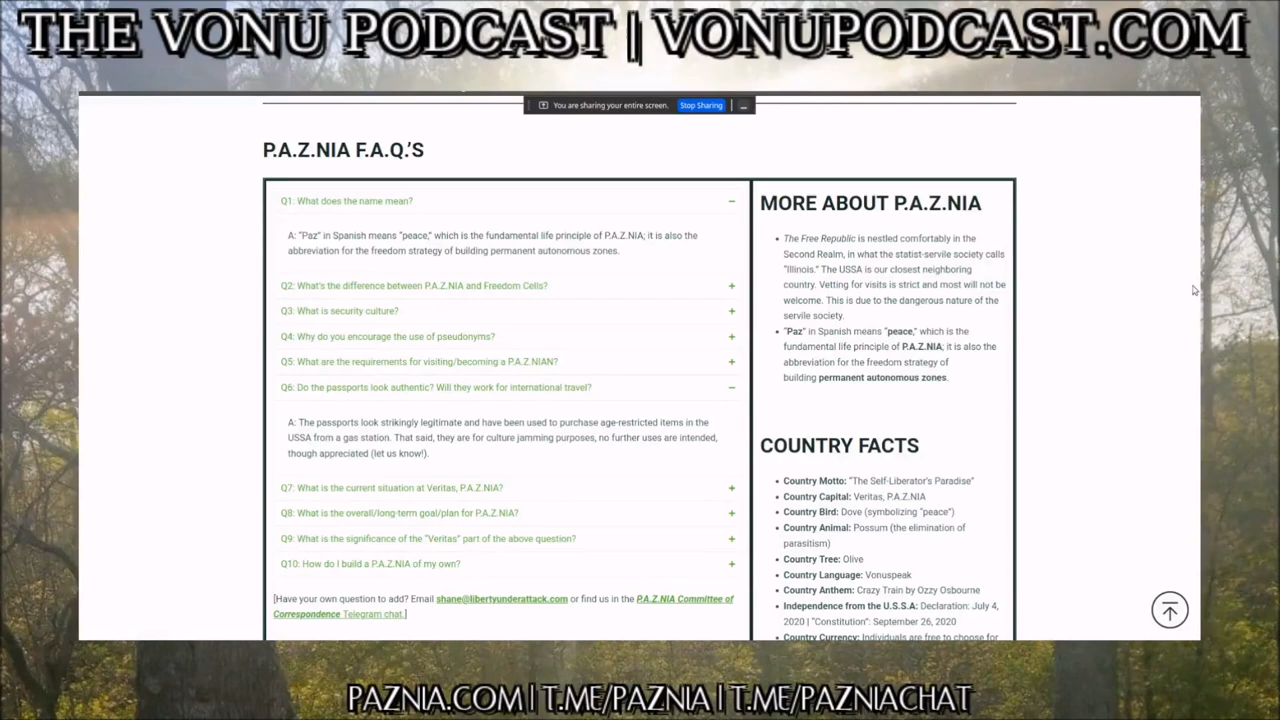 THE VONU PODCAST | VONUPODCAST.COM
You are sharing your entire screen. Stop Sharing
P.A.Z.NIA F.A.Q.'S
Q1: What does the name mean?
A: “Paz” in Spanish means “peace,” which is the fundamental life principle of P.A.Z.NIA; it is also the
abbreviation for the freedom strategy of building permanent autonomous zones.
Q2: What's the difference between P.A.Z.NIA and Freedom Cells?
Q3: What is security culture?
Q4: Why do you encourage the use of pseudonyms?
Q5: What are the requirements for visiting/becoming a P.A.Z.NIAN?
Q6: Do the passports look authentic? Will they work for international travel?
A: The passports look strikingly legitimate and have been used to purchase age-restricted items in the
USSA from a gas station. That said, they are for culture jamming purposes, no further uses are intended,
though appreciated (let us know!).
Q7: What is the current situation at Veritas, P.A.Z.NIA?
Q8: What is the overall/long-term goal/plan for P.A.Z.NIA?
Q9: What is the significance of the “Veritas” part of the above question?
Q10: How do I build a P.A.Z.NIA of my own?
[Have your own question to add? Email shane@libertyunderattack.com or find us in the P.A.Z.NIA Committee of
Correspondence Telegram chat.]
MORE ABOUT P.A.Z.NIA
The Free Republic is nestled comfortably in the
Second Realm, in what the statist-servile society calls
“Illinois.” The USSA is our closest neighboring
country. Vetting for visits is strict and most will not be
welcome. This is due to the dangerous nature of the
servile society.
“Paz” in Spanish means “peace,” which is the
fundamental life principle of P.A.Z.NIA; it is also the
abbreviation for the freedom strategy of
building permanent autonomous zones.
COUNTRY FACTS
Country Motto: “The Self-Liberator's Paradise”
Country Capital: Veritas, P.A.Z.NIA
Country Bird: Dove (symbolizing “peace”)
Country Animal: Possum (the elimination of
parasitism)
Country Tree: Olive
Country Language: Vonuspeak
Country Anthem: Crazy Train by Ozzy Osbourne
Independence from the U.S.S.A: Declaration: July 4,
2020 | “Constitution”: September 26, 2020
Country Currency: Individuals are free to choose for
PAZNIA.COM | T.ME/PAZNIA | T.ME/PAZNIACHAT